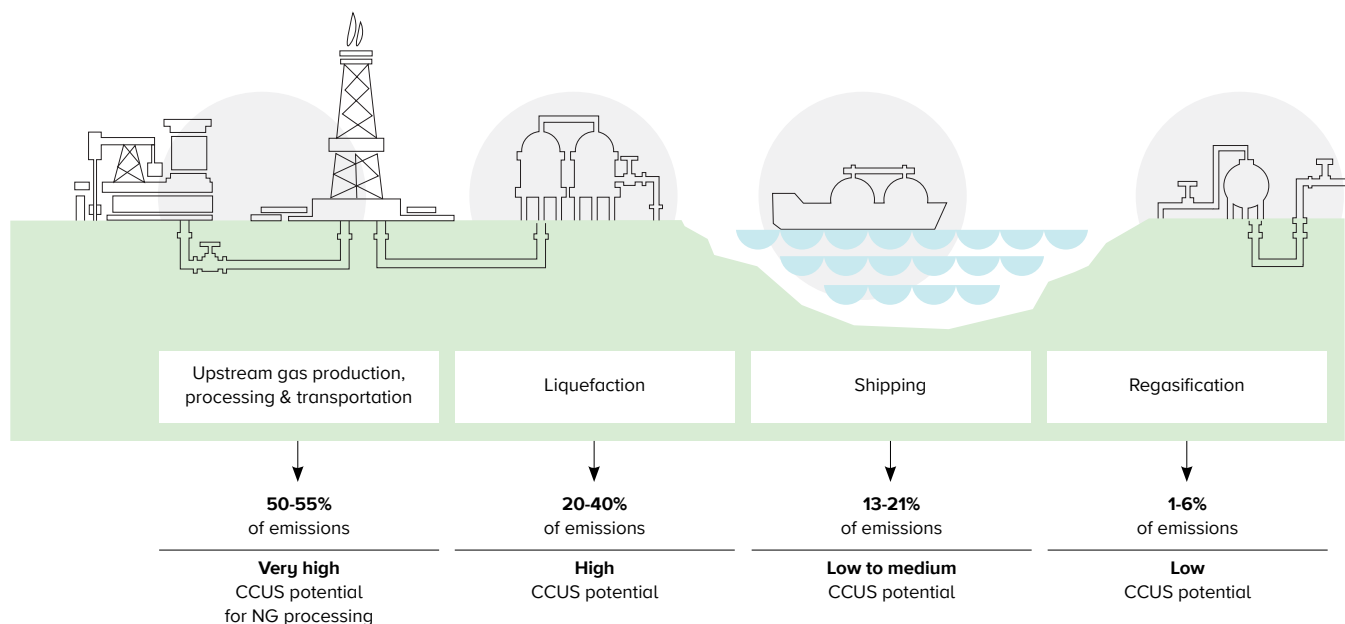 Upstream gas production,
processing & transportation
Liquefaction
Shipping
Regasification
50-55%
of emissions
20-40%
of emissions
13-21%
of emissions
1-6%
of emissions
Very high
CCUS potential
for NG processing
High
CCUS potential
Low to medium
CCUS potential
Low
CCUS potential